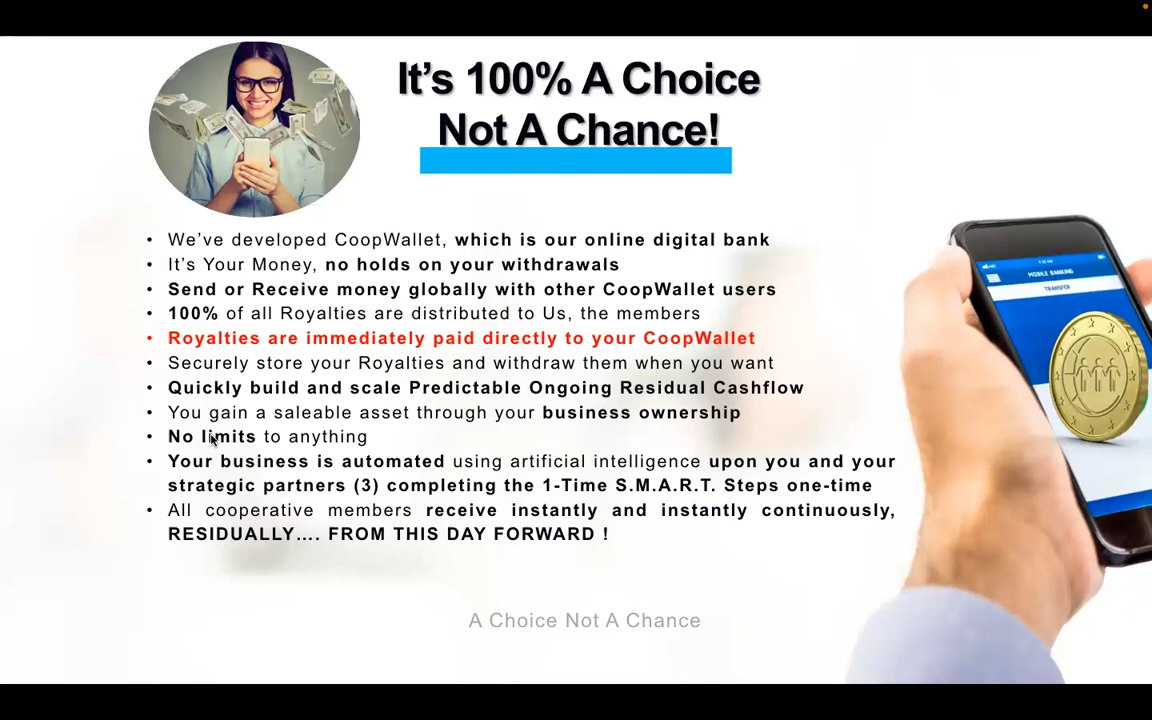 It's 100% A Choice
Not A Chance!
• We've developed CoopWallet, which is our online digital bank
• It's Your Money, no holds on your withdrawals
• Send or Receive money globally with other CoopWallet users
• 100% of all Royalties are distributed to Us, the members
• Royalties are immediately paid directly to your CoopWallet
• Securely store your Royalties and withdraw them when you want
• Quickly build and scale Predictable Ongoing Residual Cashflow
• You gain a saleable asset through your business ownership
• No limits to anything
• Your business is automated using artificial intelligence upon you and your
strategic partners (3) completing the 1-Time S.M.A.R.T. Steps one-time
• All cooperative members receive instantly and instantly continuously,
RESIDUALLY.... FROM THIS DAY FORWARD !
MOBILE BANKING
TRANSFER
A Choice Not A Chance